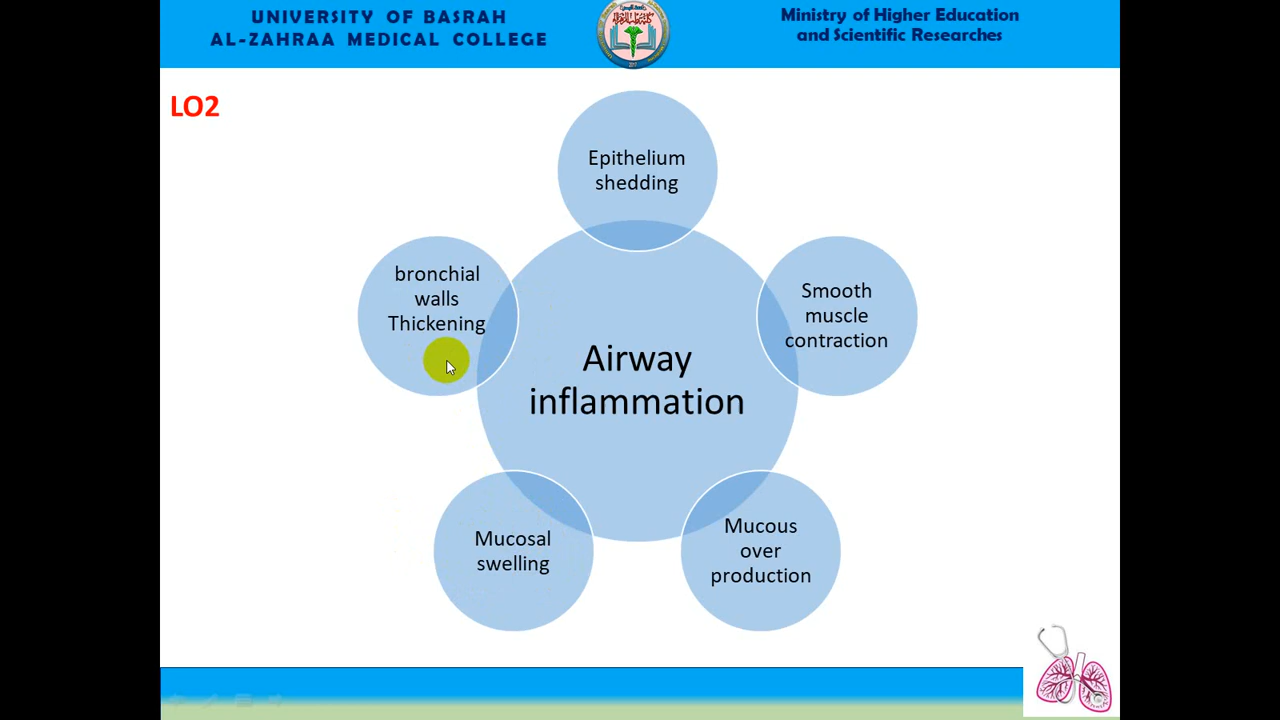 UNIVERSITY OF BASRAH
AL-ZAHRAA MEDICAL COLLEGE
Ministry of Higher Education
and Scientific Researches
LO2
Epithelium
shedding
Smooth
muscle
contraction
Mucous
over
production
Mucosal
swelling
bronchial
walls
Thickening
Airway
inflammation